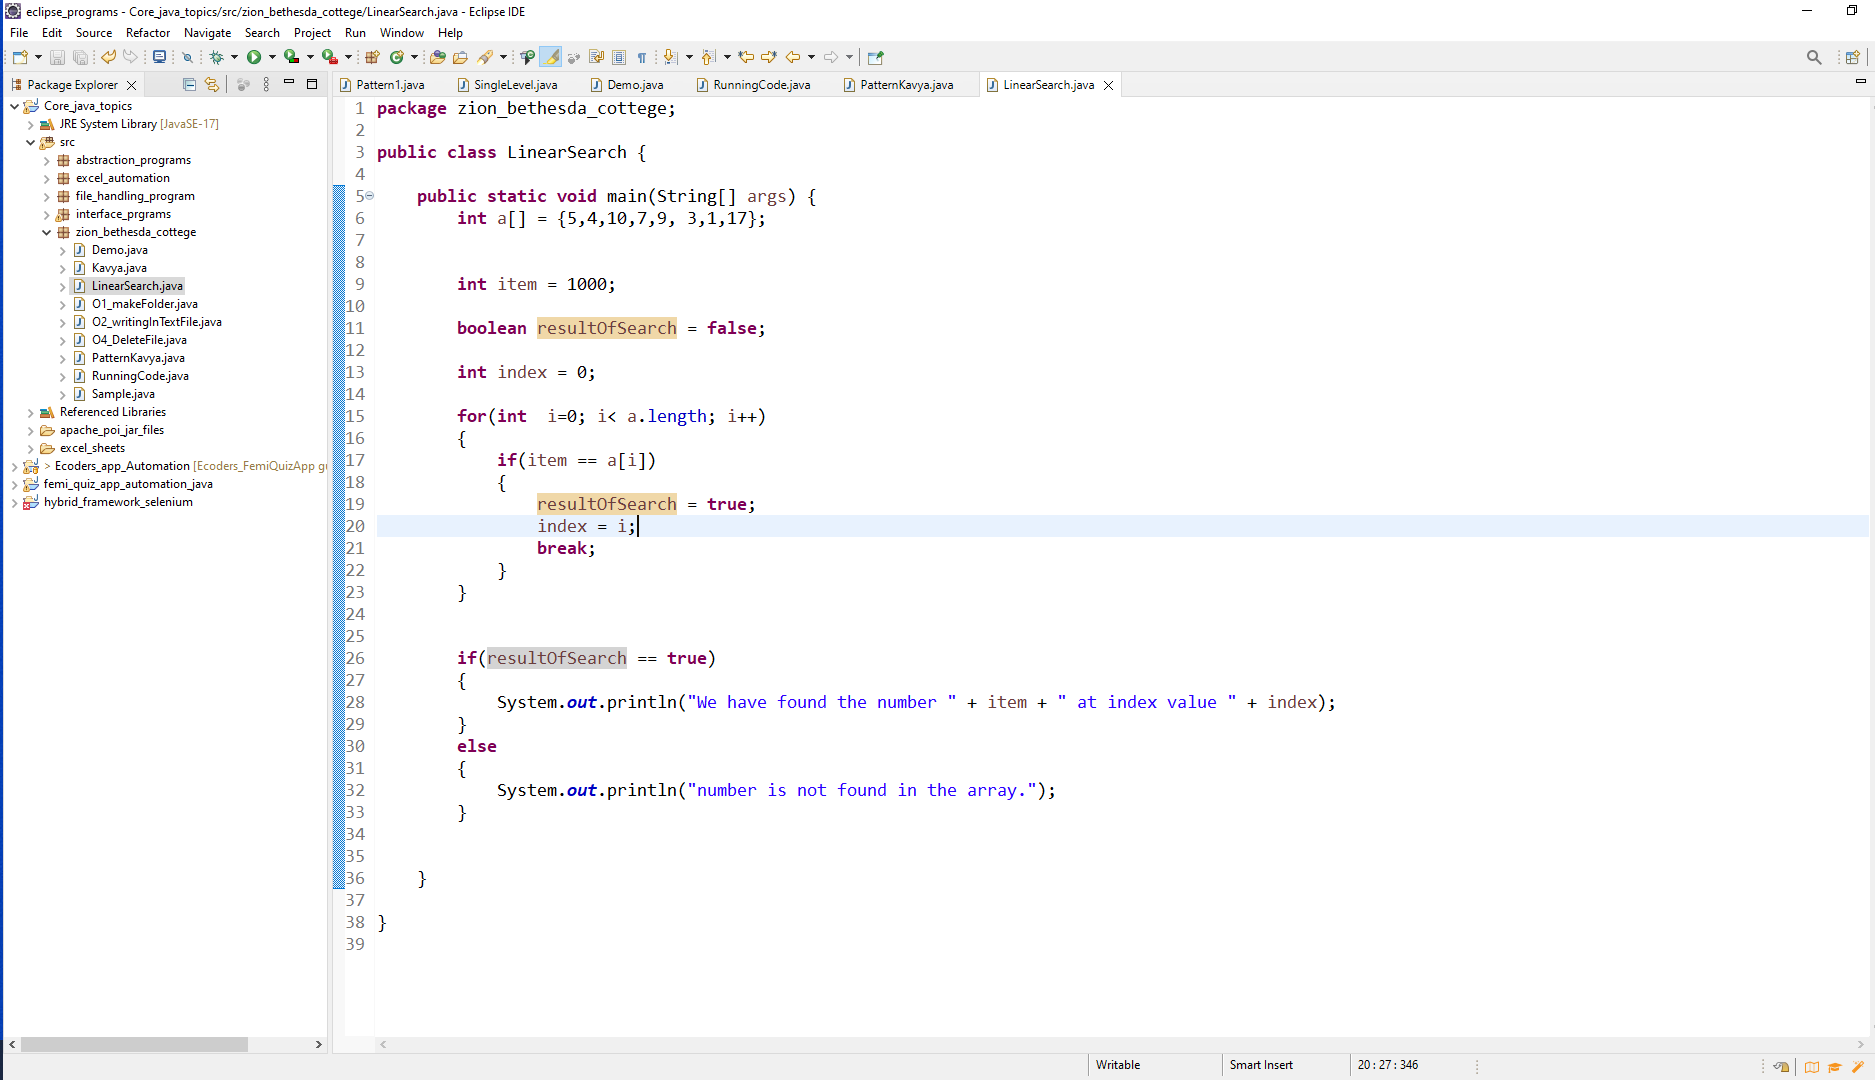 eclipse_programs - Core_java_topics/src/zion_bethesda_cottege/LinearSearch.java - Eclipse IDE
File Edit Source Refactor Navigate Search Project Run Window Help
Package Explorer
Pattern1.java SingleLevel.java Demo.java RunningCode.java PatternKavya.java LinearSearch.java
Core_java_topics
JRE System Library [JavaSE-17]
src
abstraction_programs
excel_automation
file_handling_program
interface_prgrams
zion_bethesda_cottege
Demo.java
Kavya.java
LinearSearch.java
O1_makeFolder.java
O2_writingInTextFile.java
O4_DeleteFile.java
PatternKavya.java
RunningCode.java
Sample.java
Referenced Libraries
apache_poi_jar_files
excel_sheets
> Ecoders_app_Automation [Ecoders_FemiQuizApp
femi_quiz_app_automation_java
hybrid_framework_selenium
1 package zion_bethesda_cottege;
2
3 public class LinearSearch {
4
5 public static void main(String[] args) {
6 int a[] = {5,4,10,7,9, 3,1,17};
7
8
9 int item = 1000;
10
11 boolean resultOfSearch = false;
12
13 int index = 0;
14
15 for(int  i=0; i< a.length; i++)
16 {
17 if(item == a[i])
18 {
19 resultOfSearch = true;
20 index = i;
21 break;
22 }
23 }
24
25
26 if(resultOfSearch == true)
27 {
28 System.out.println("We have found the number " + item + " at index value " + index);
29 }
30 else
31 {
32 System.out.println("number is not found in the array.");
33 }
34
35
36 }
37
38 }
39
Writable Smart Insert 20 : 27 : 346